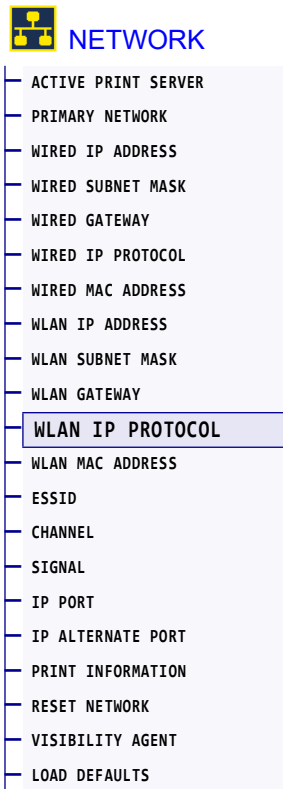 NETWORK
ACTIVE PRINT SERVER
PRIMARY NETWORK
WIRED IP ADDRESS
WIRED SUBNET MASK
WIRED GATEWAY
WIRED IP PROTOCOL
WIRED MAC ADDRESS
WLAN IP ADDRESS
WLAN SUBNET MASK
WLAN GATEWAY
WLAN IP PROTOCOL
WLAN MAC ADDRESS
ESSID
CHANNEL
SIGNAL
IP PORT
IP ALTERNATE PORT
PRINT INFORMATION
RESET NETWORK
VISIBILITY AGENT
LOAD DEFAULTS